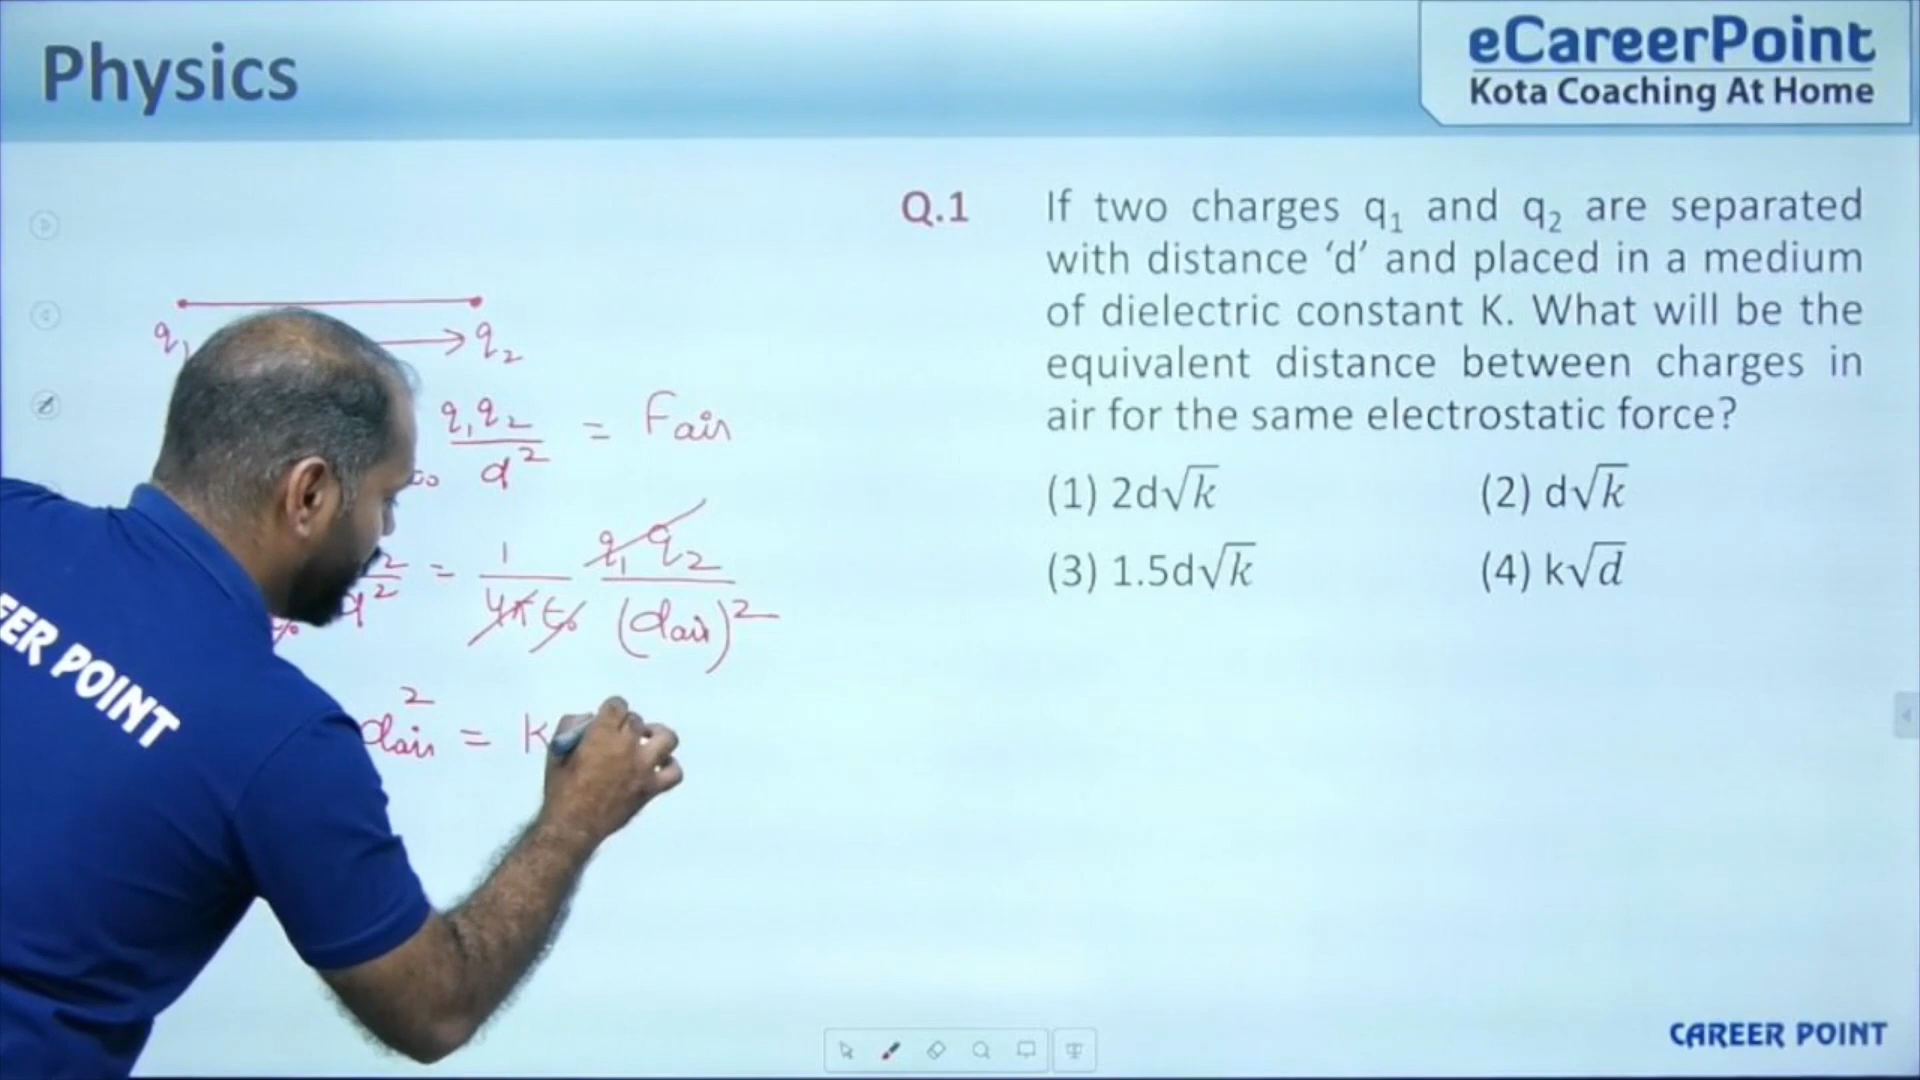 Physics
eCareerPoint
Kota Coaching At Home
Q.1 If two charges q₁ and q₂ are separated
with distance ‘d’ and placed in a medium
of dielectric constant K. What will be the
equivalent distance between charges in
air for the same electrostatic force?
(1) 2d√k (2) d√k
(3) 1.5d√k (4) k√d
q₁ q₂
q₁q₂/d² = Fair
= 1/4πε₀ q₁q₂/(dair)²
dair² = K
ER POINT
CAREER POINT